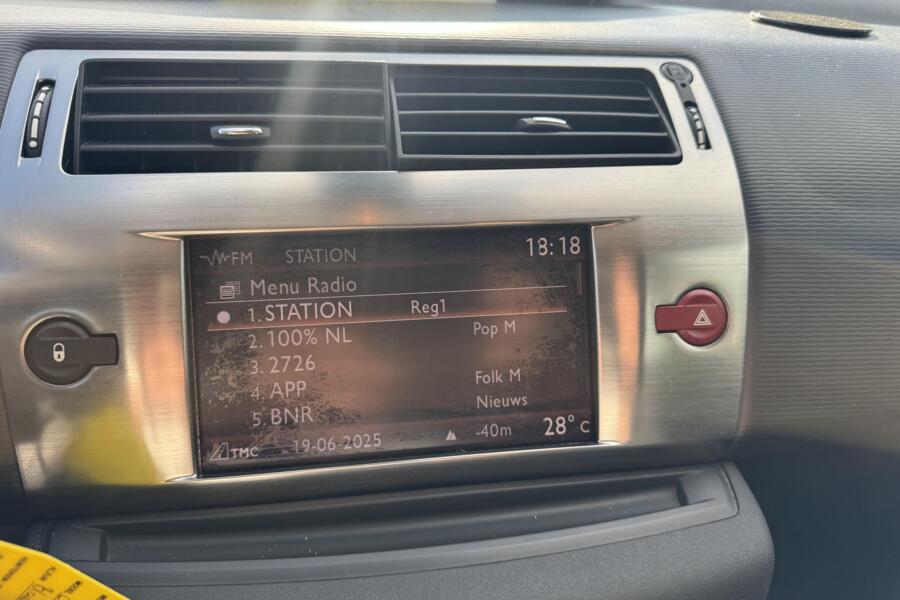 FM STATION 18:18
Menu Radio
1. STATION Reg1
2. 100% NL Pop M
3. 2726
4. APP Folk M
5. BNR Nieuws
TMC 19-06-2025 -40m 28° C